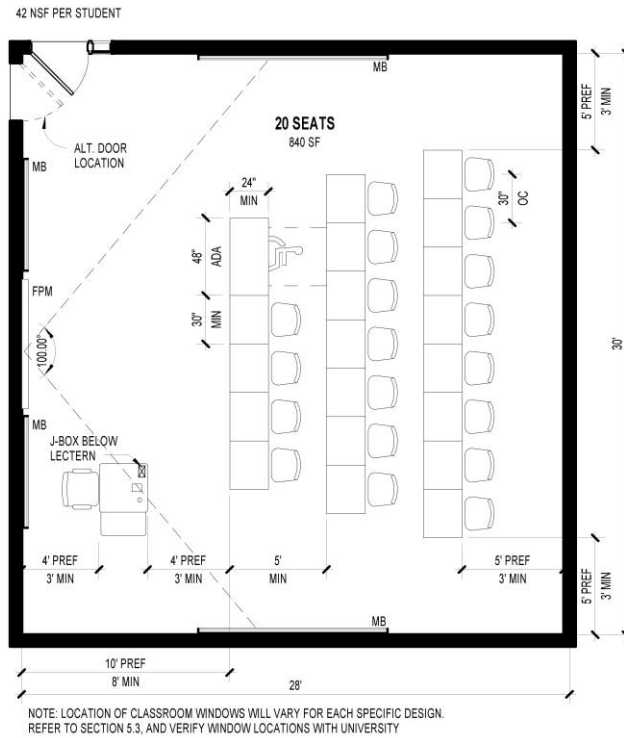 42 NSF PER STUDENT
MB
20 SEATS
840 SF
ALT. DOOR
LOCATION
5' PREF
3' MIN
MB
24"
MIN
30"
OC
48"
ADA
FPM
30"
MIN
100.00°
30'
MB
J-BOX BELOW
LECTERN
4' PREF
3' MIN
4' PREF
3' MIN
5'
MIN
5' PREF
3' MIN
5' PREF
3' MIN
MB
10' PREF
8' MIN
28'
NOTE: LOCATION OF CLASSROOM WINDOWS WILL VARY FOR EACH SPECIFIC DESIGN.
REFER TO SECTION 5.3, AND VERIFY WINDOW LOCATIONS WITH UNIVERSITY